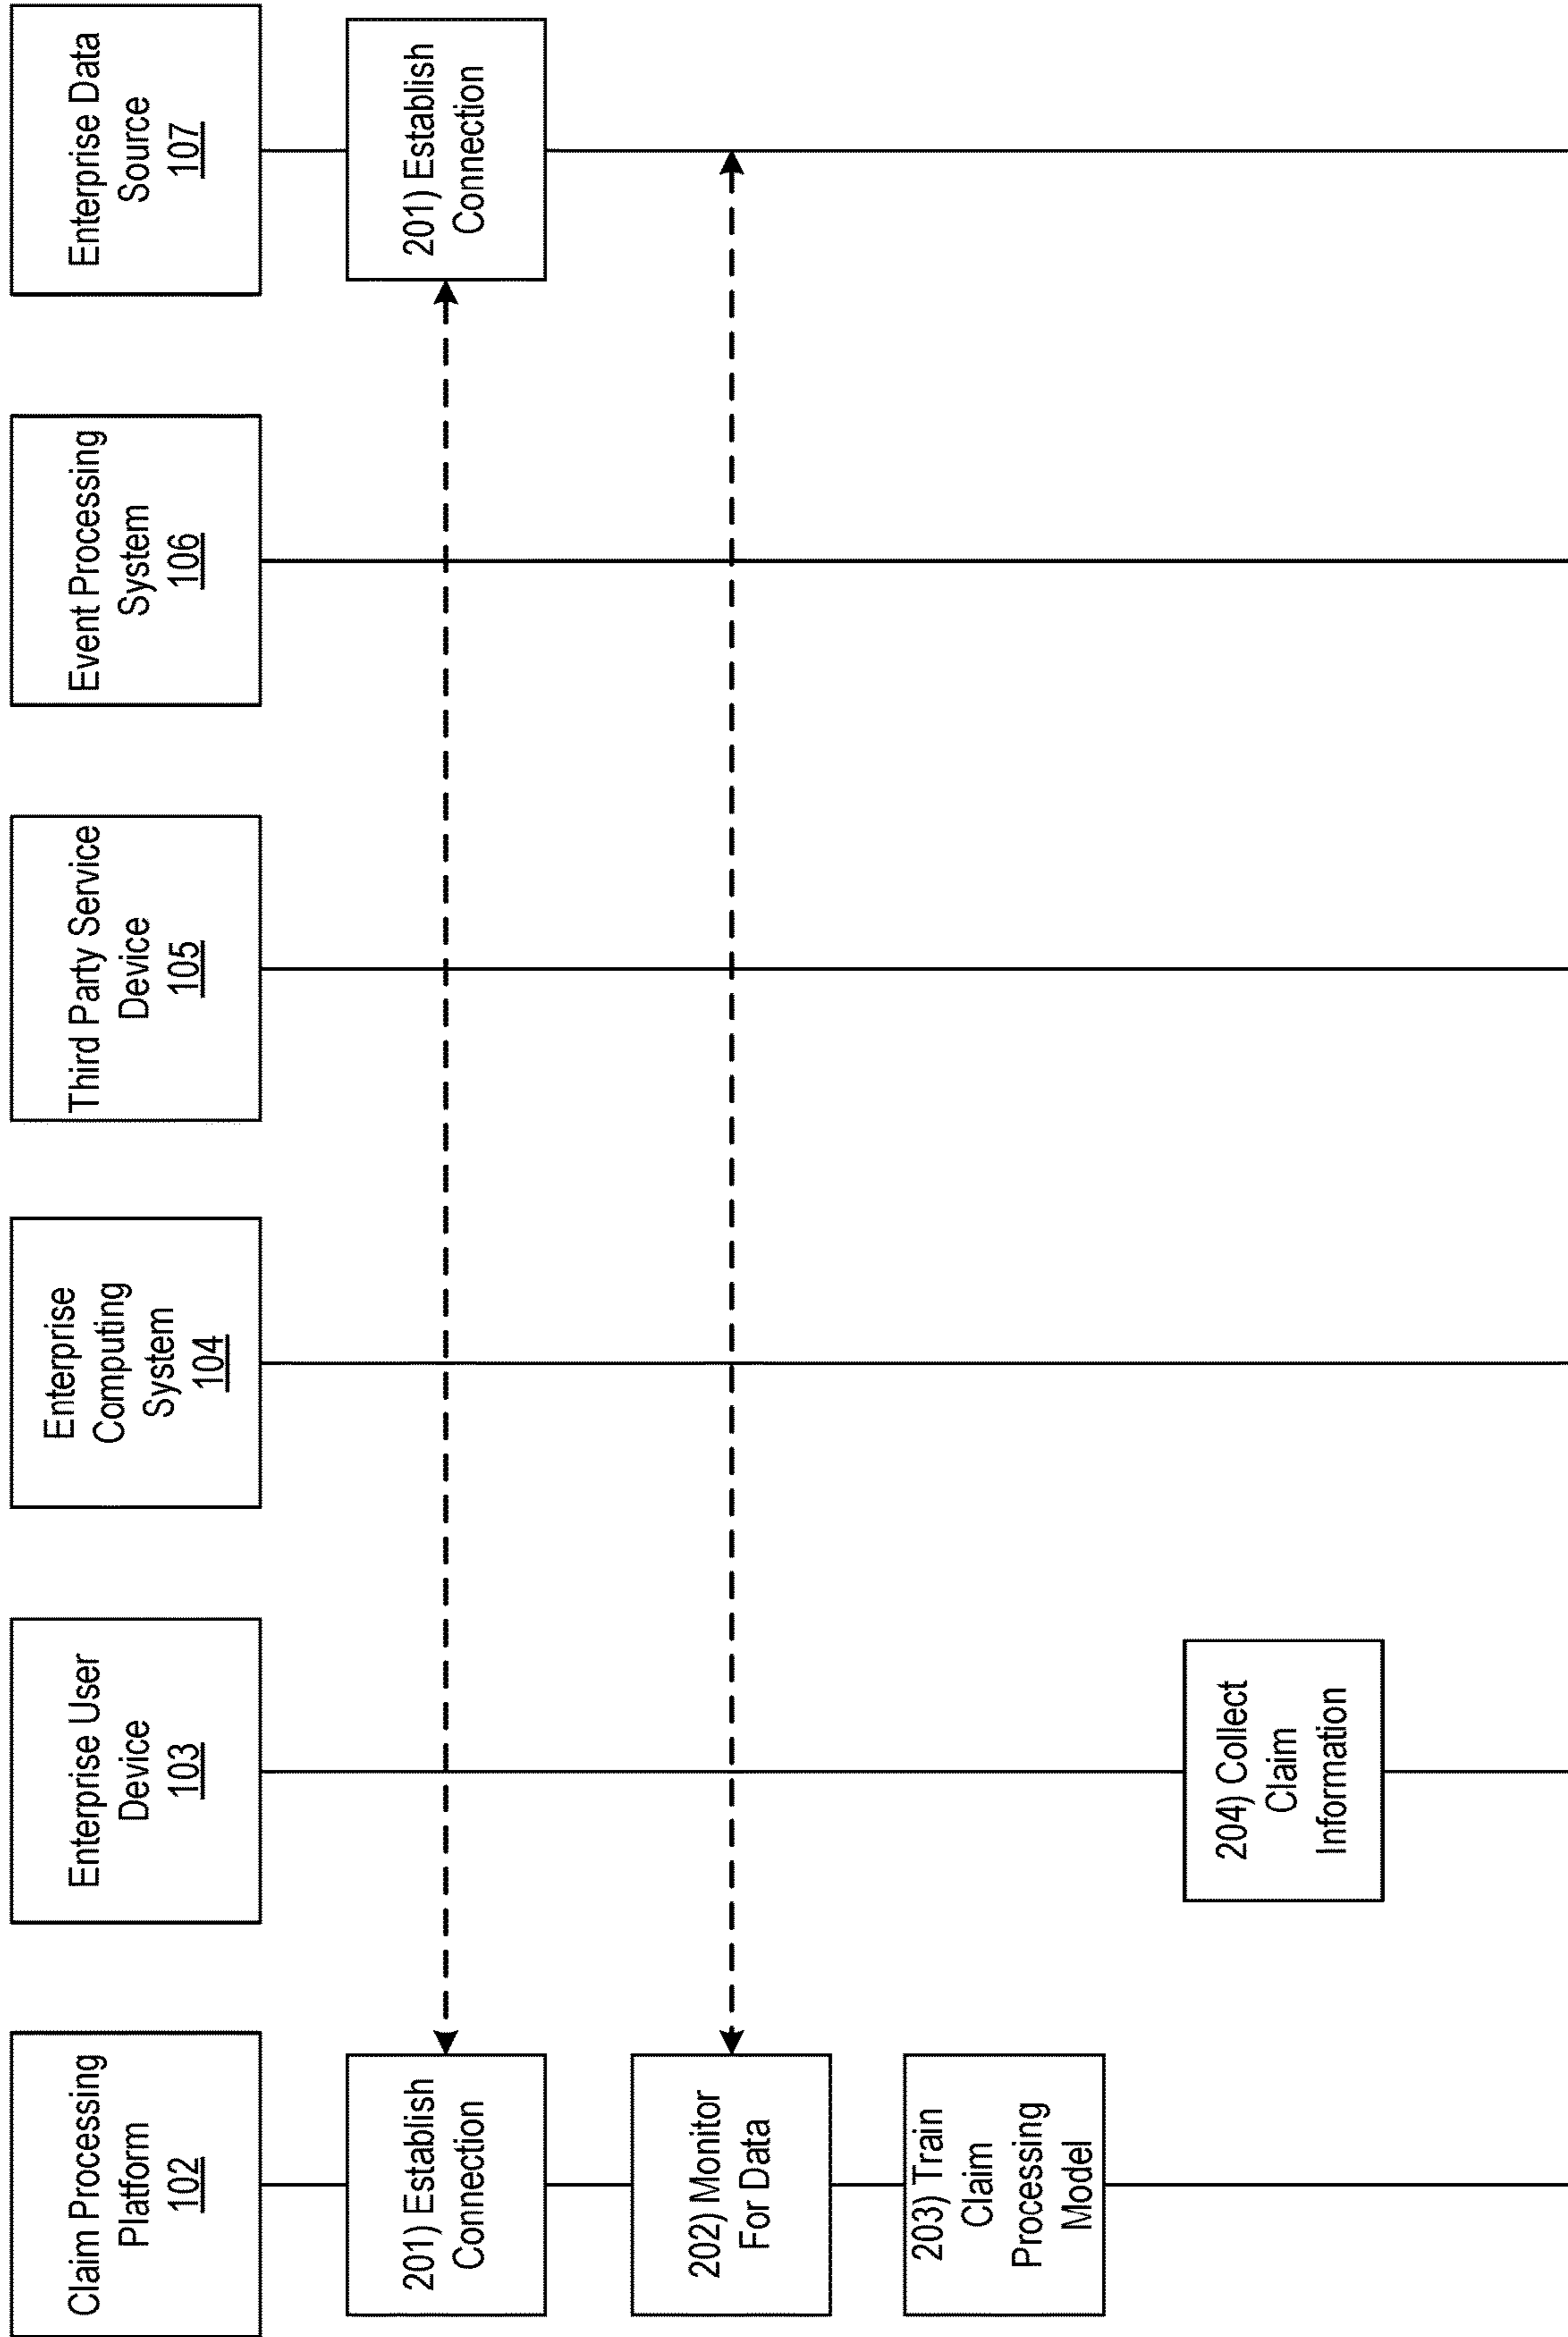 Claim Processing
Platform
102
Enterprise User
Device
103
Enterprise
Computing
System
104
Third Party Service
Device
105
Event Processing
System
106
Enterprise Data
Source
107
201) Establish
Connection
201) Establish
Connection
202) Monitor
For Data
203) Train
Claim
Processing
Model
204) Collect
Claim
Information